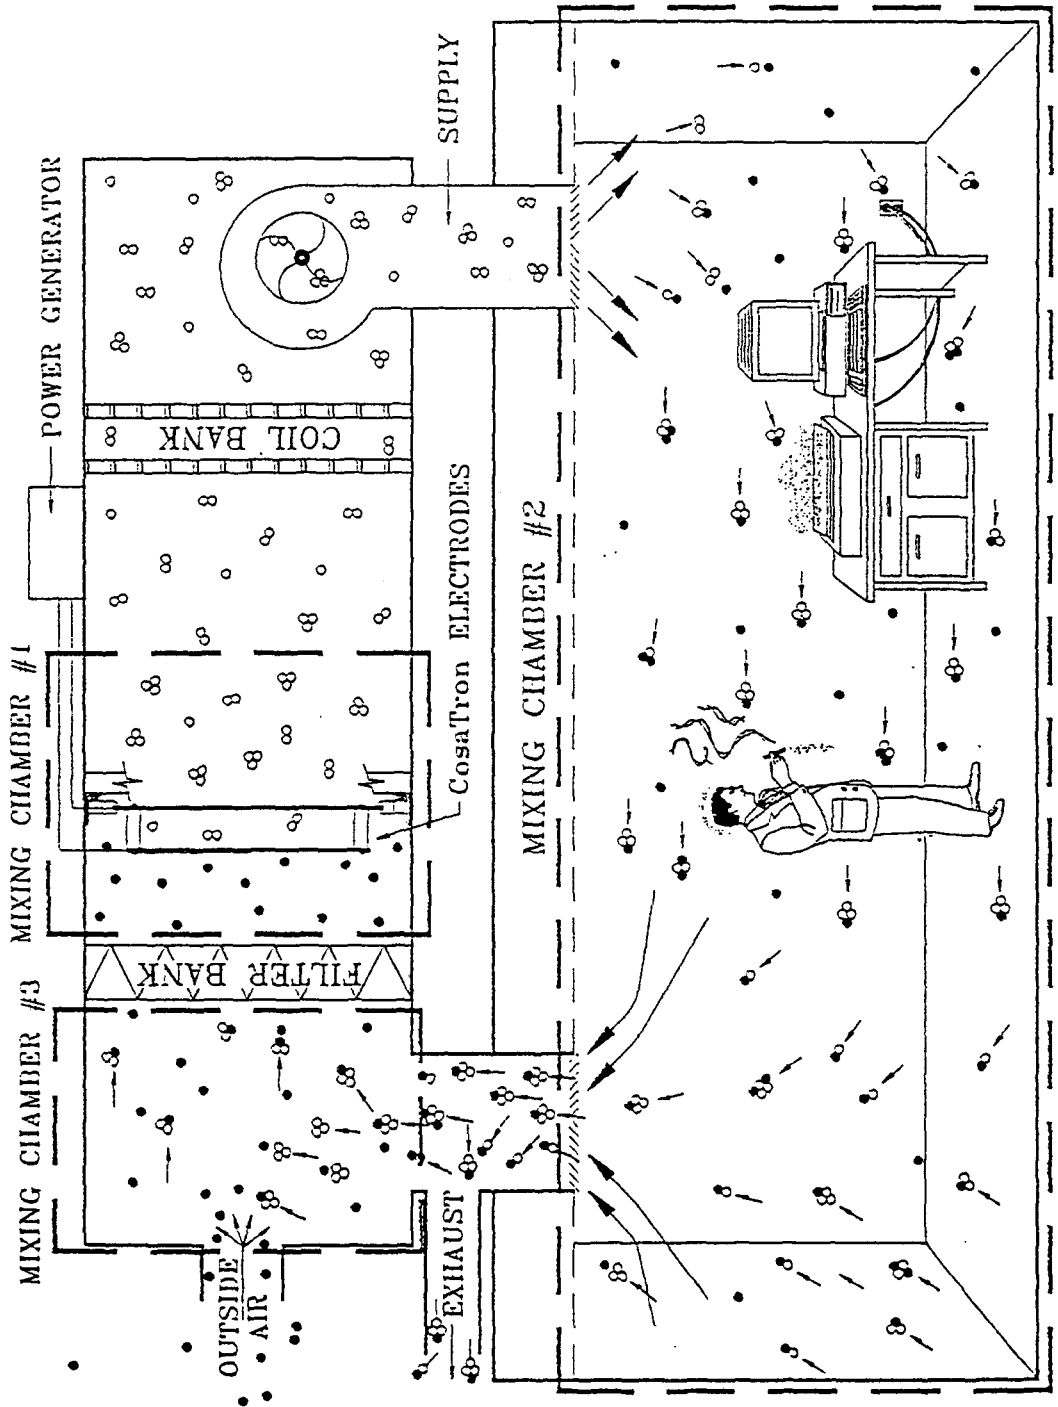 MIXING CHAMBER #3
MIXING CHAMBER #1
POWER GENERATOR
OUTSIDE
AIR
FILTER BANK
COIL BANK
EXHAUST
CosaTron ELECTRODES
SUPPLY
MIXING CHAMBER #2